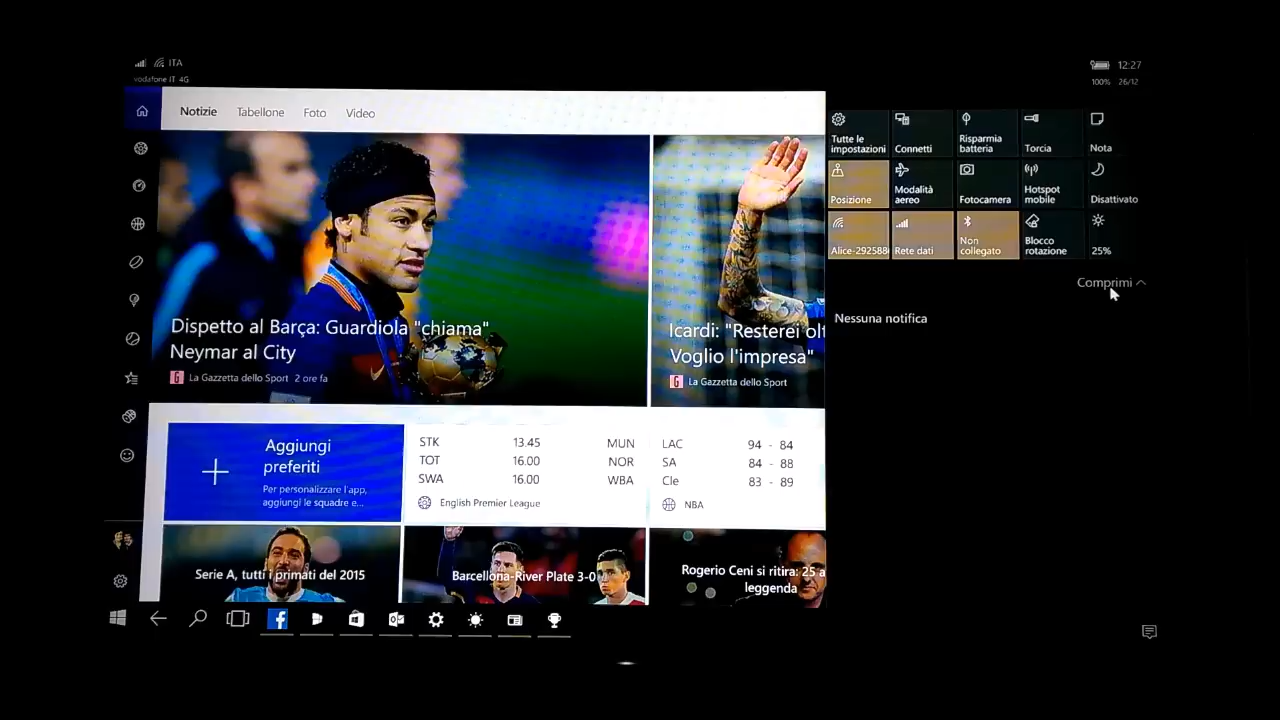 ITA
vodafone IT 4G
12:27
100% 26/12
Notizie Tabellone Foto Video
Dispetto al Barça: Guardiola "chiama"
Neymar al City
La Gazzetta dello Sport 2 ore fa
Icardi: "Resterei olt
Voglio l'impresa"
La Gazzetta dello Sport
Aggiungi
preferiti
Per personalizzare l'app,
aggiungi le squadre e...
STK 13.45 MUN
TOT 16.00 NOR
SWA 16.00 WBA
English Premier League
LAC 94 - 84
SA 84 - 88
Cle 83 - 89
NBA
Serie A, tutti i primati del 2015
Barcellona-River Plate 3-0
Rogerio Ceni si ritira: 25 a
leggenda
Tutte le
impostazioni
Connetti
Risparmia
batteria
Torcia
Nota
Posizione
Modalità
aereo
Fotocamera
Hotspot
mobile
Disattivato
Alice-292588
Rete dati
Non
collegato
Blocco
rotazione
25%
Comprimi
Nessuna notifica